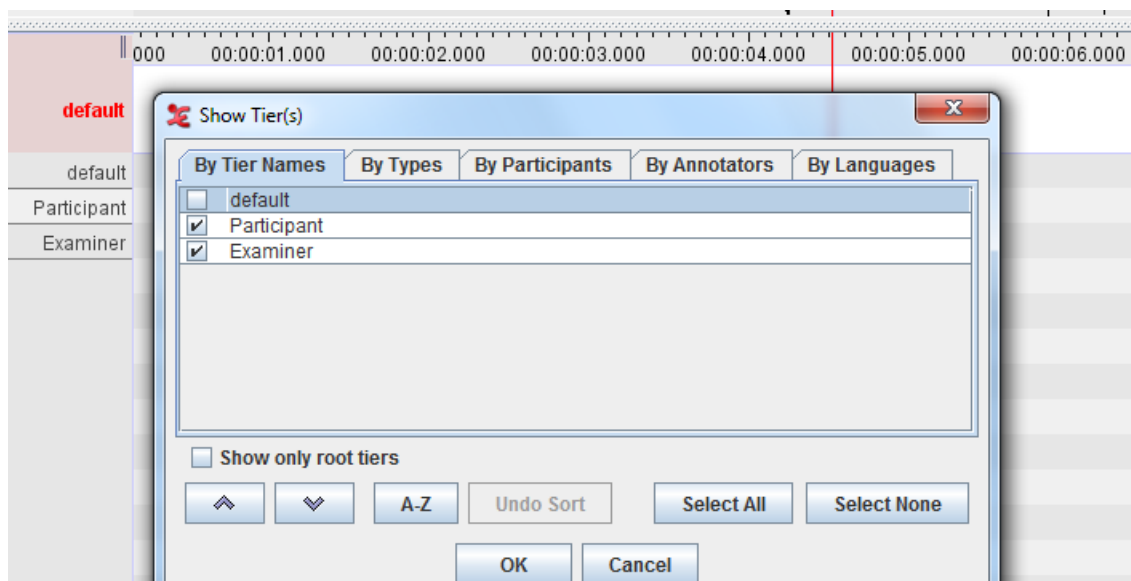 000 00:00:01.000 00:00:02.000 00:00:03.000 00:00:04.000 00:00:05.000 00:00:06.000
default
Show Tier(s)
By Tier Names By Types By Participants By Annotators By Languages
default
Participant
Examiner
default
Participant
Examiner
Show only root tiers
A-Z Undo Sort Select All Select None
OK Cancel